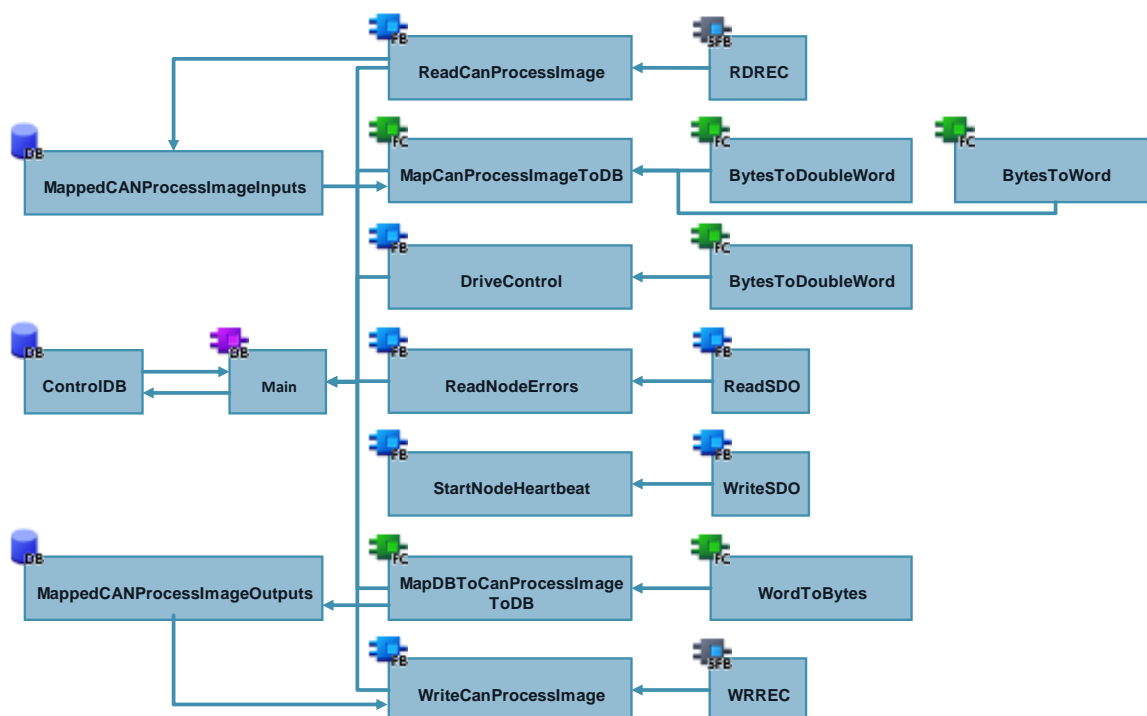 FB
SFB
ReadCanProcessImage
RDREC
DB
FC
FC
FC
MappedCANProcessImageInputs
MapCanProcessImageToDB
BytesToDoubleWord
BytesToWord
FB
FC
DriveControl
BytesToDoubleWord
DB
OB
FB
FB
ControlDB
Main
ReadNodeErrors
ReadSDO
FB
FB
StartNodeHeartbeat
WriteSDO
DB
FC
FC
MappedCANProcessImageOutputs
MapDBToCanProcessImage
ToDB
WordToBytes
FB
SFB
WriteCanProcessImage
WRREC